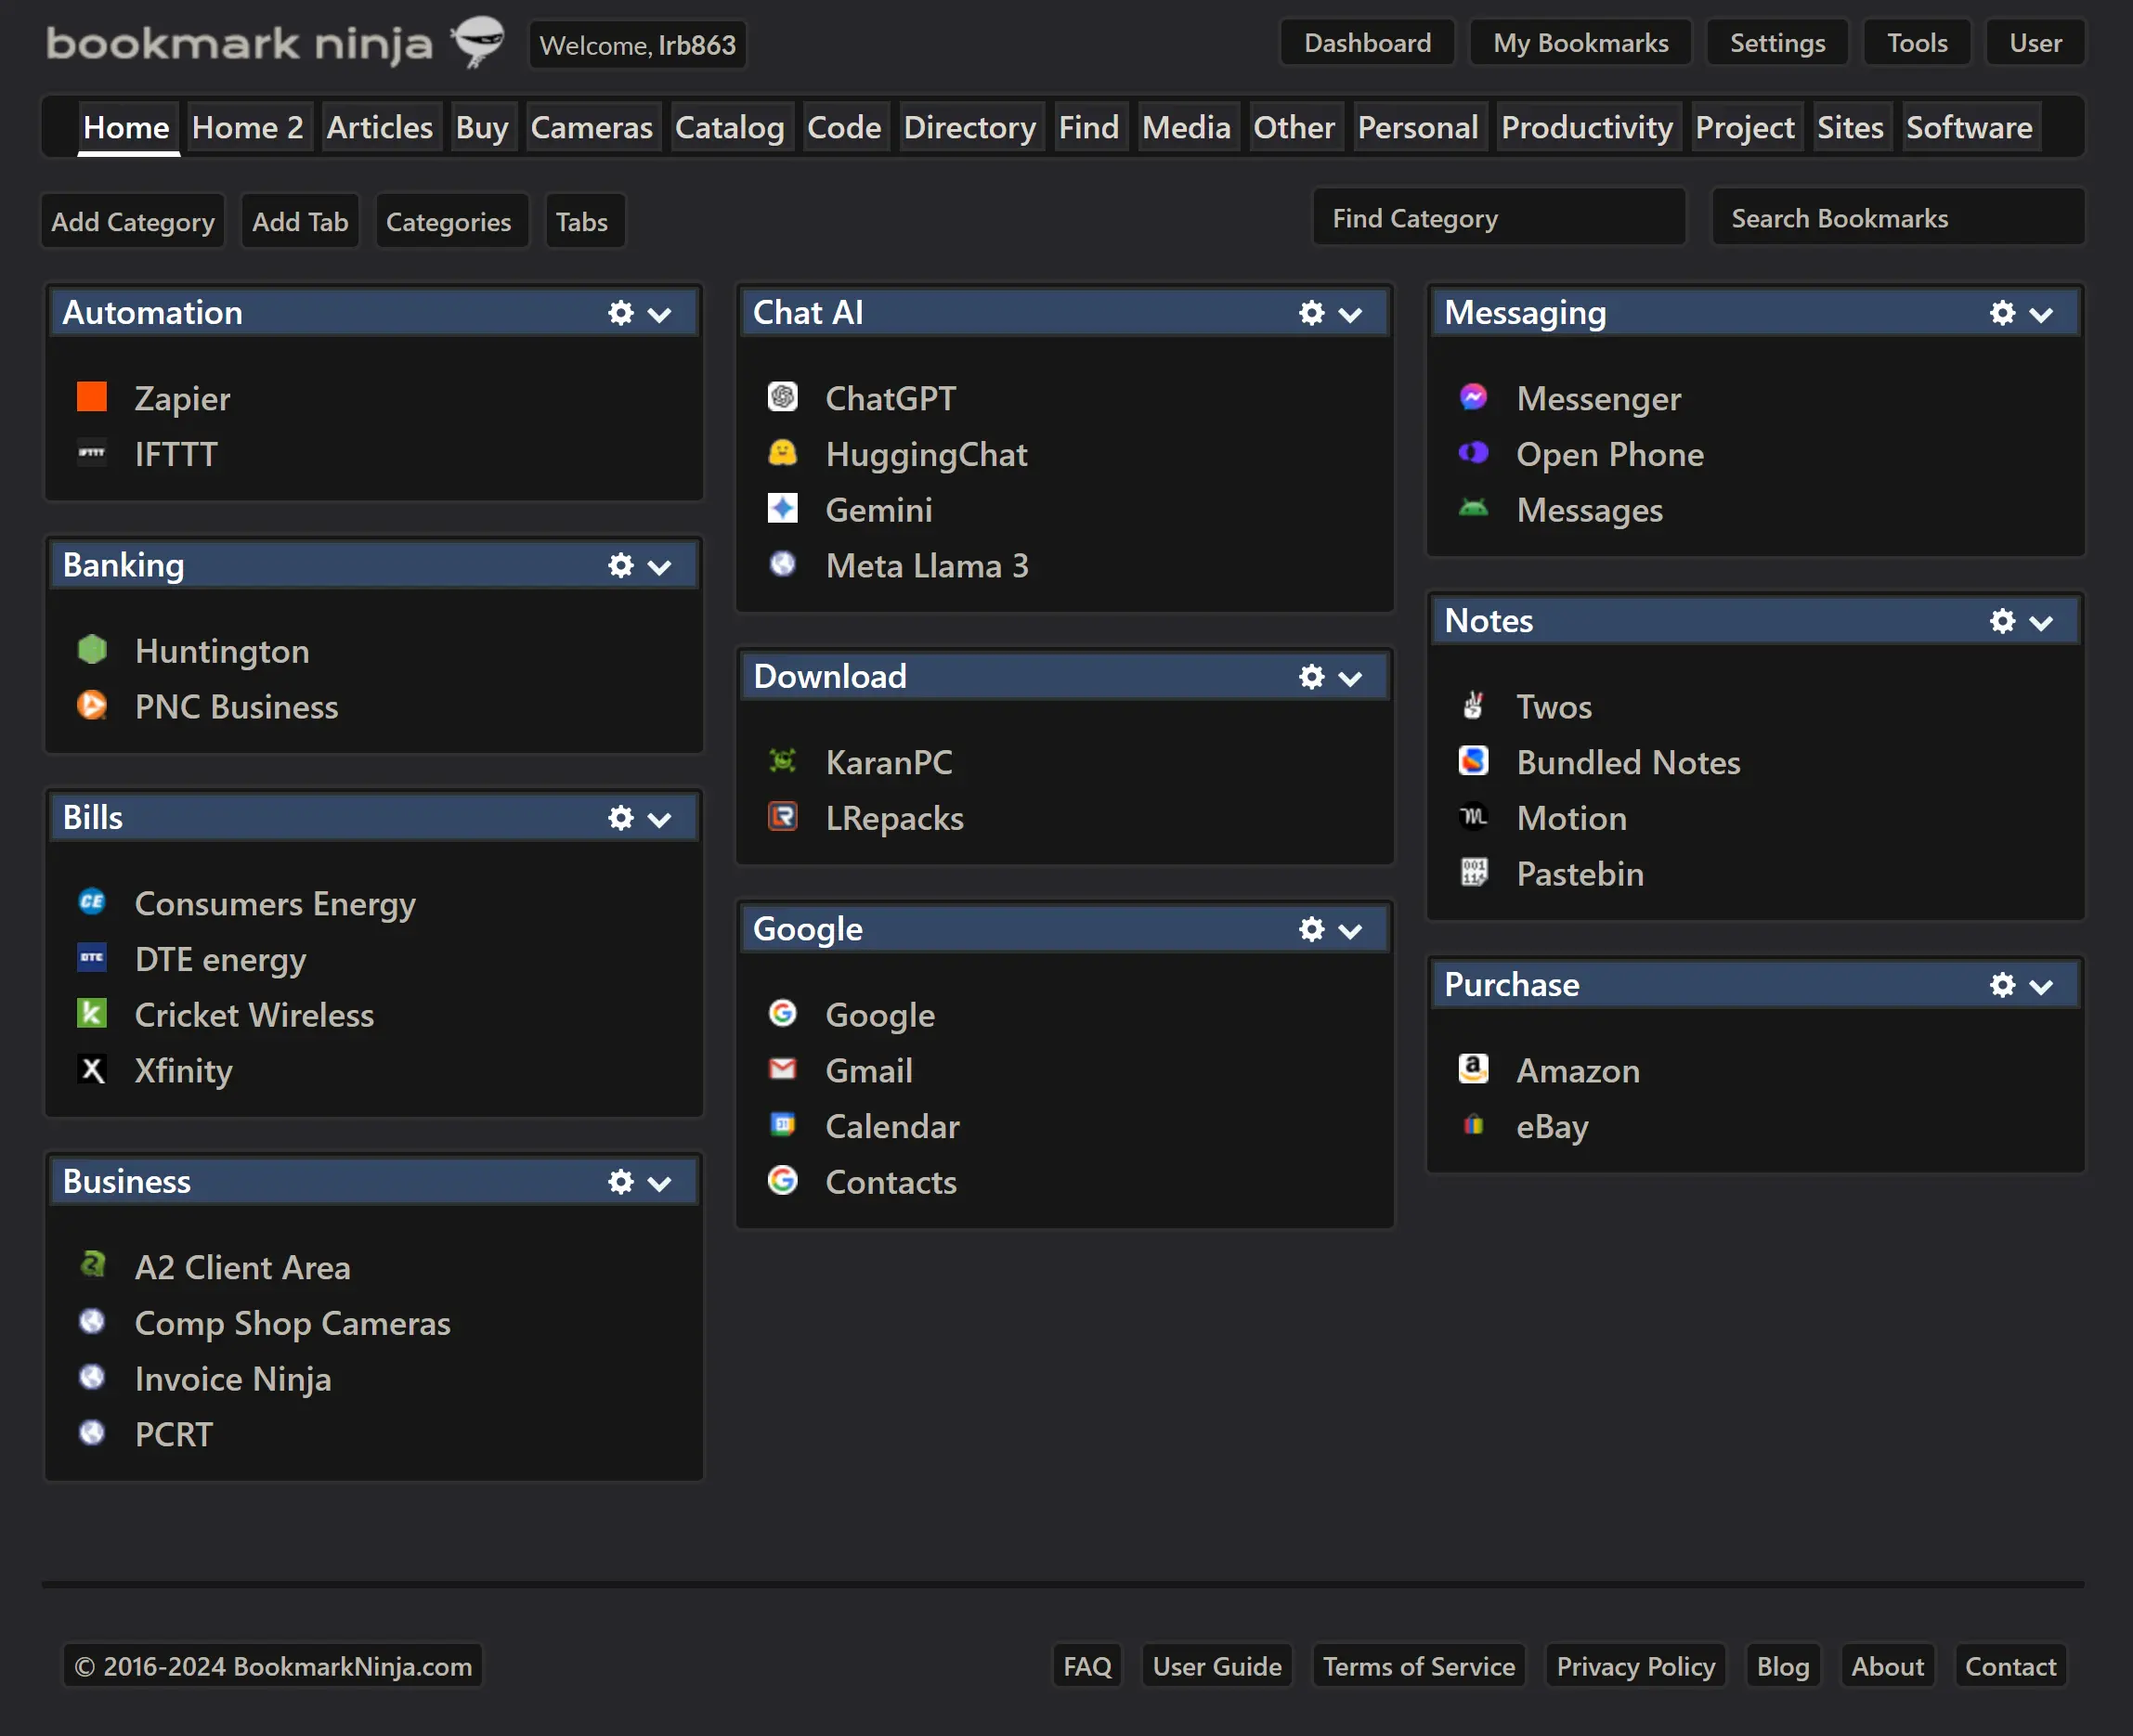 bookmark ninja
Welcome, lrb863
Dashboard
My Bookmarks
Settings
Tools
User
Home
Home 2
Articles
Buy
Cameras
Catalog
Code
Directory
Find
Media
Other
Personal
Productivity
Project
Sites
Software
Add Category
Add Tab
Categories
Tabs
Find Category
Search Bookmarks
Automation
Zapier
IFTTT
IFTTT
Banking
Huntington
PNC Business
Bills
CE
Consumers Energy
DTE
DTE energy
Cricket Wireless
X
Xfinity
Business
A2 Client Area
Comp Shop Cameras
Invoice Ninja
PCRT
Chat AI
ChatGPT
HuggingChat
Gemini
Meta Llama 3
Download
KaranPC
LR
LRepacks
Google
G
Google
Gmail
31
Calendar
G
Contacts
Messaging
Messenger
Open Phone
Messages
Notes
Twos
Bundled Notes
Motion
Pastebin
Purchase
a
Amazon
eBay
© 2016-2024 BookmarkNinja.com
FAQ
User Guide
Terms of Service
Privacy Policy
Blog
About
Contact